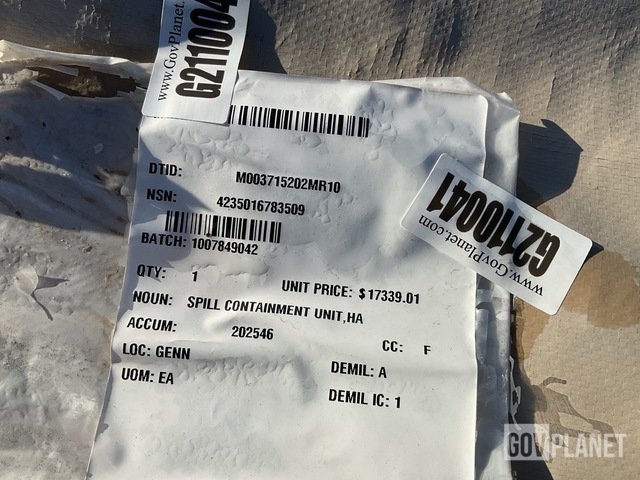 www.GovPlanet.
G2110041
DTID: M003715202MR10
NSN: 4235016783509
BATCH: 1007849042
QTY: 1 UNIT PRICE: $17339.01
NOUN: SPILL CONTAINMENT UNIT,HA
ACCUM: 202546 CC: F
LOC: GENN DEMIL: A
UOM: EA DEMIL IC: 1
G2110041
www.GovPlanet.com
GOVPLANET